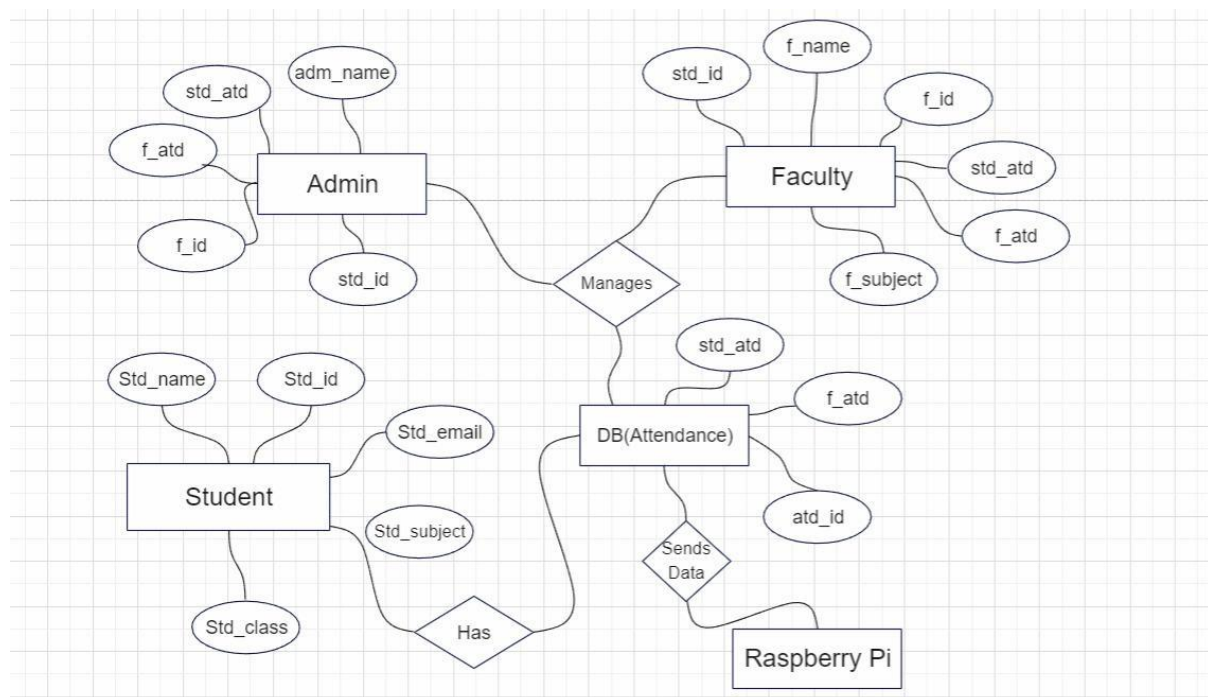 f_name
adm_name
std_id
std_atd
f_id
f_atd
std_atd
Admin
Faculty
f_id
f_atd
std_id
f_subject
Manages
std_atd
Std_name
Std_id
f_atd
Std_email
DB(Attendance)
Student
Std_subject
atd_id
Sends
Data
Std_class
Has
Raspberry Pi